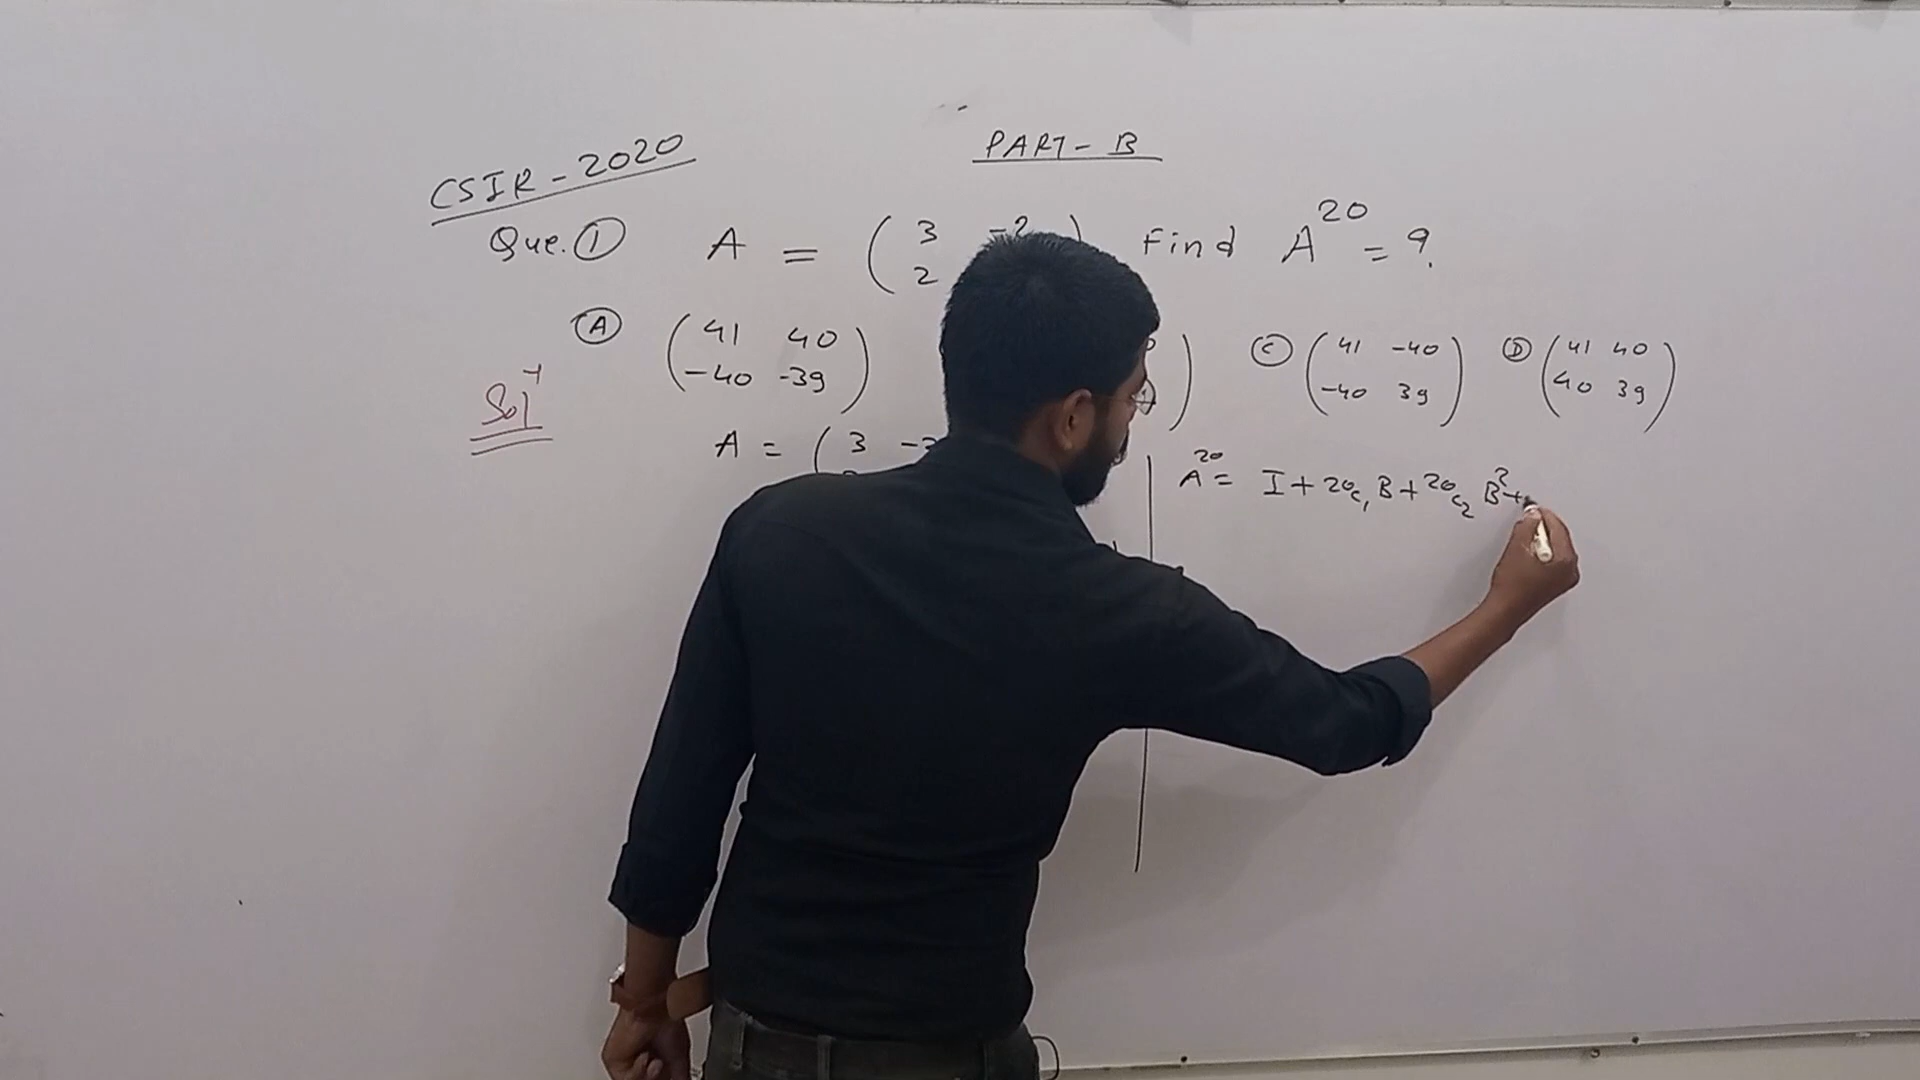 CSIR-2020
PART-B
Que. ① A = ( 3 -2 ) Find A^20 = ?
2
Ⓐ ( 41 40 ) Ⓒ ( 41 -40 ) Ⓓ ( 41 40 )
-40 -39 -40 39 40 39
Sol
A = ( 3 -2
A^20 = I + 20c₁ B + 20c₂ B² +